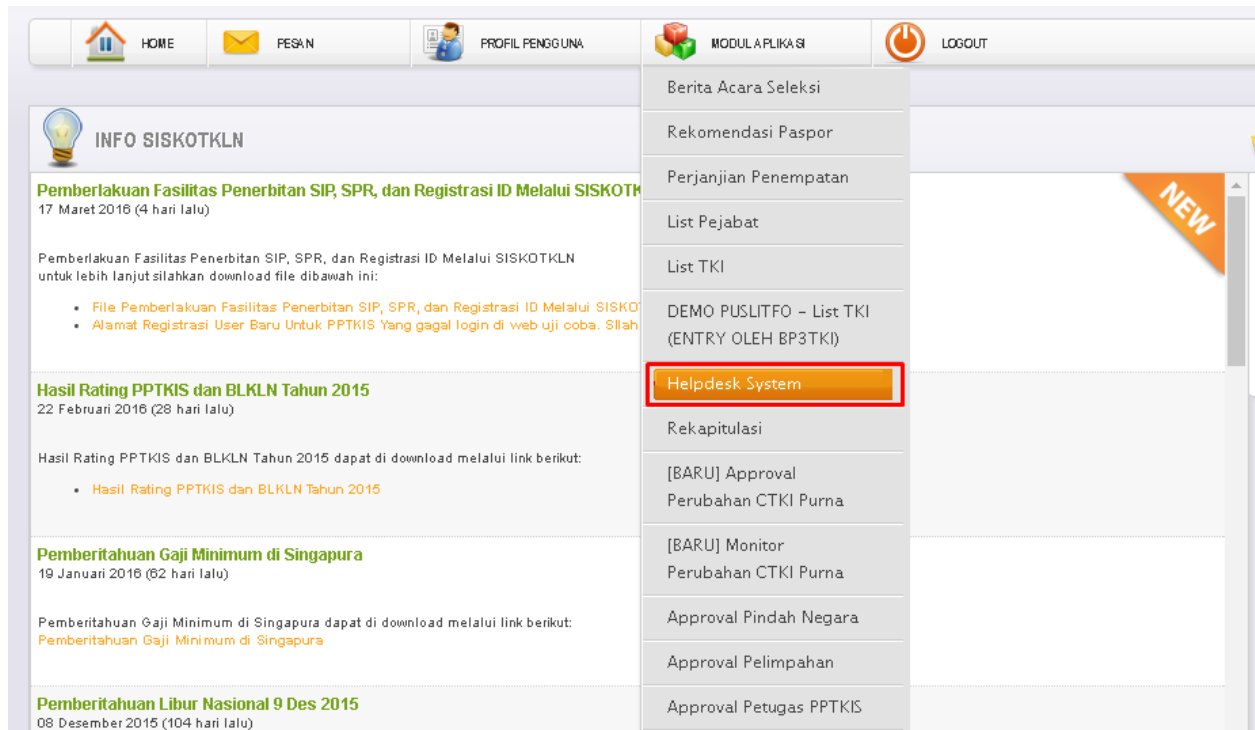 HOME
PESAN
PROFIL PENGGUNA
MODUL APLIKASI
LOGOUT
INFO SISKOTKLN
Pemberlakuan Fasilitas Penerbitan SIP, SPR, dan Registrasi ID Melalui SISKOTK
17 Maret 2016 (4 hari lalu)
NEW
Pemberlakuan Fasilitas Penerbitan SIP, SPR, dan Registrasi ID Melalui SISKOTKLN
untuk lebih lanjut silahkan download file dibawah ini:
• File Pemberlakuan Fasilitas Penerbitan SIP, SPR, dan Registrasi ID Melalui SISKO
• Alamat Registrasi User Baru Untuk PPTKIS Yang gagal login di web uji coba. SIlah
Hasil Rating PPTKIS dan BLKLN Tahun 2015
22 Februari 2016 (28 hari lalu)
Hasil Rating PPTKIS dan BLKLN Tahun 2015 dapat di download melalui link berikut:
• Hasil Rating PPTKIS dan BLKLN Tahun 2015
Pemberitahuan Gaji Minimum di Singapura
19 Januari 2016 (62 hari lalu)
Pemberitahuan Gaji Minimum di Singapura dapat di download melalui link berikut:
Pemberitahuan Gaji Minimum di Singapura
Pemberitahuan Libur Nasional 9 Des 2015
08 Desember 2015 (104 hari lalu)
Berita Acara Seleksi
Rekomendasi Paspor
Perjanjian Penempatan
List Pejabat
List TKI
DEMO PUSLITFO – List TKI
(ENTRY OLEH BP3TKI)
Helpdesk System
Rekapitulasi
[BARU] Approval
Perubahan CTKI Purna
[BARU] Monitor
Perubahan CTKI Purna
Approval Pindah Negara
Approval Pelimpahan
Approval Petugas PPTKIS